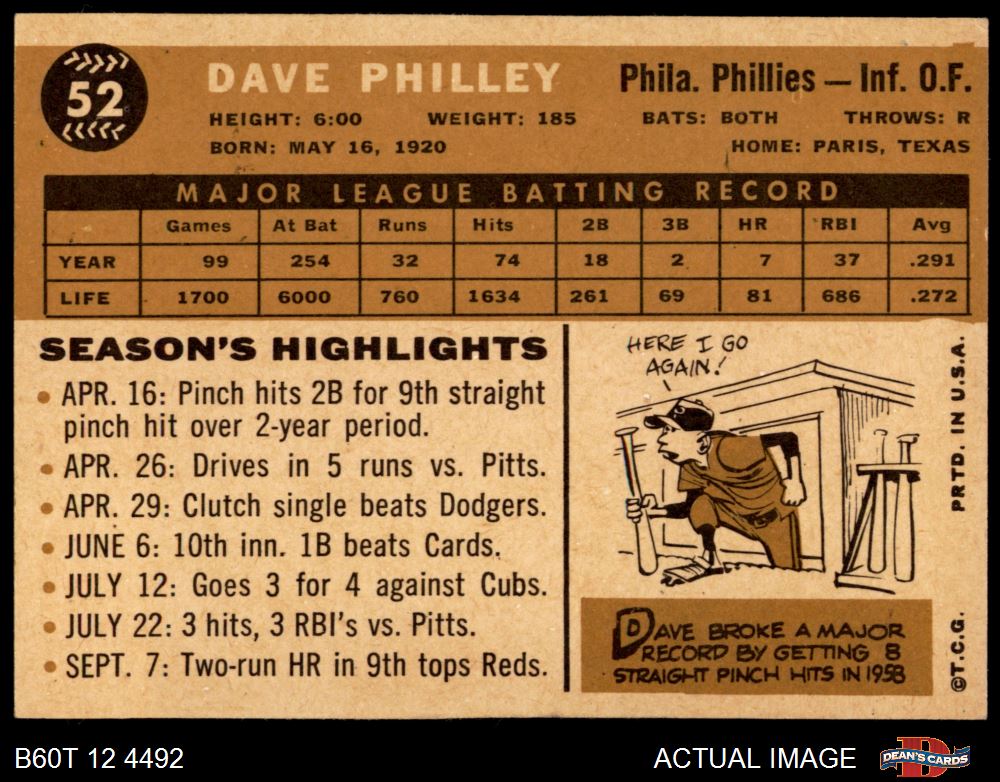 52
DAVE PHILLEY
Phila. Phillies — Inf. O.F.
HEIGHT: 6:00 WEIGHT: 185 BATS: BOTH THROWS: R
BORN: MAY 16, 1920 HOME: PARIS, TEXAS
MAJOR LEAGUE BATTING RECORD
Games At Bat Runs Hits 2B 3B HR RBI Avg
YEAR 99 254 32 74 18 2 7 37 .291
LIFE 1700 6000 760 1634 261 69 81 686 .272
SEASON'S HIGHLIGHTS
• APR. 16: Pinch hits 2B for 9th straight
pinch hit over 2-year period.
• APR. 26: Drives in 5 runs vs. Pitts.
• APR. 29: Clutch single beats Dodgers.
• JUNE 6: 10th inn. 1B beats Cards.
• JULY 12: Goes 3 for 4 against Cubs.
• JULY 22: 3 hits, 3 RBI's vs. Pitts.
• SEPT. 7: Two-run HR in 9th tops Reds.
HERE I GO
AGAIN!
DAVE BROKE A MAJOR
RECORD BY GETTING 8
STRAIGHT PINCH HITS IN 1958
PRTD. IN U.S.A.
©T.C.G.
B60T 12 4492
ACTUAL IMAGE
DEAN'S CARDS